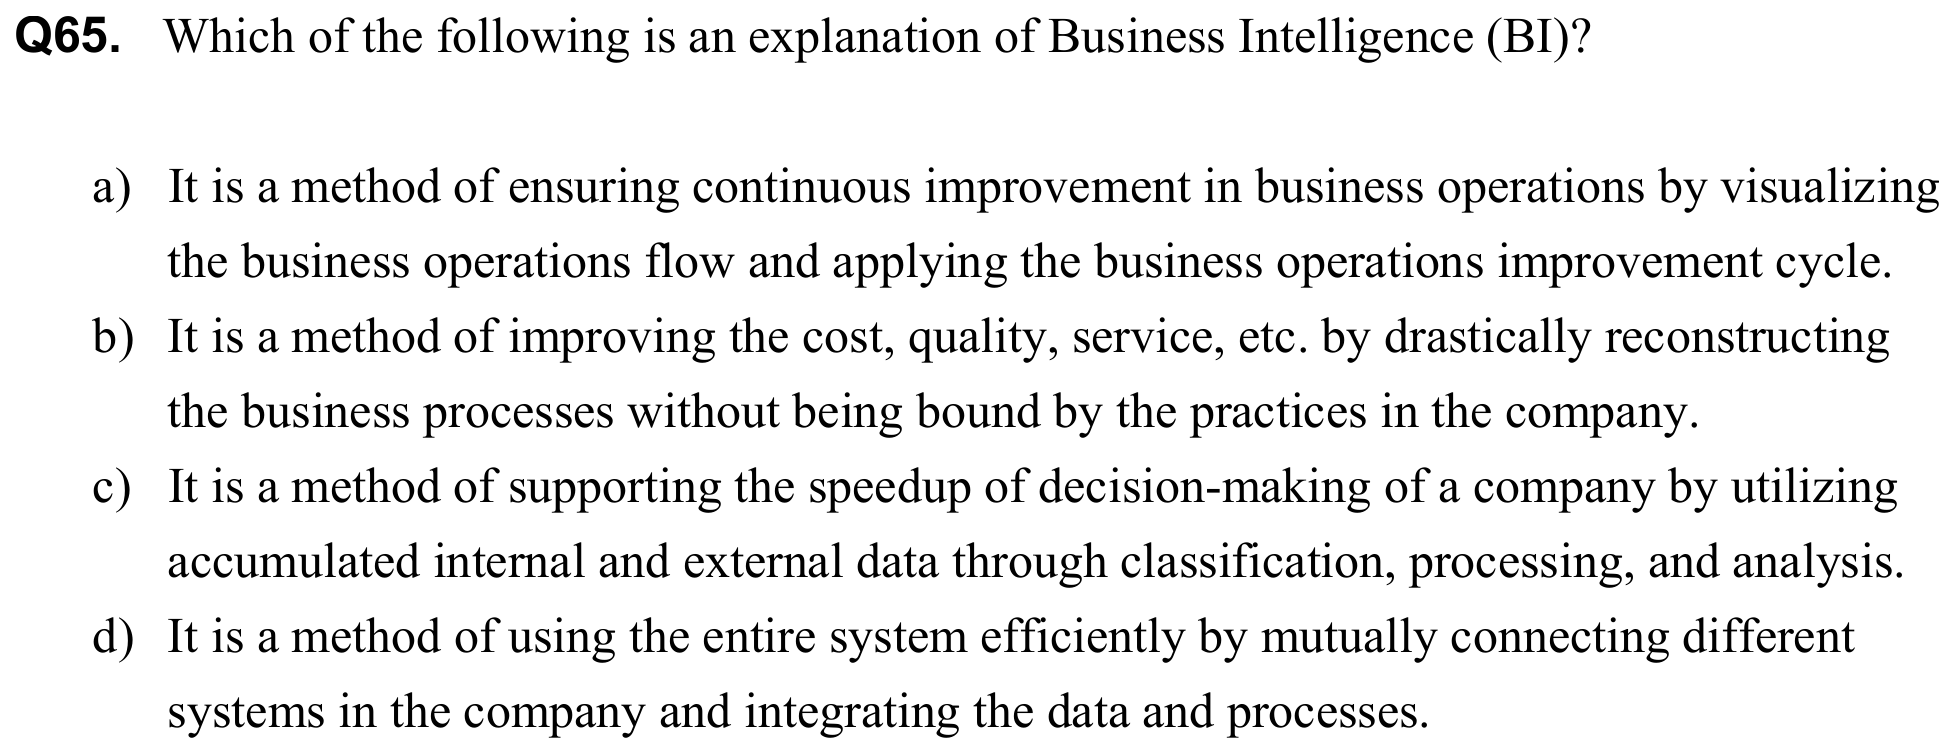 Q65. Which of the following is an explanation of Business Intelligence (BI)?
a) It is a method of ensuring continuous improvement in business operations by visualizing
the business operations flow and applying the business operations improvement cycle.
b) It is a method of improving the cost, quality, service, etc. by drastically reconstructing
the business processes without being bound by the practices in the company.
c) It is a method of supporting the speedup of decision-making of a company by utilizing
accumulated internal and external data through classification, processing, and analysis.
d) It is a method of using the entire system efficiently by mutually connecting different
systems in the company and integrating the data and processes.